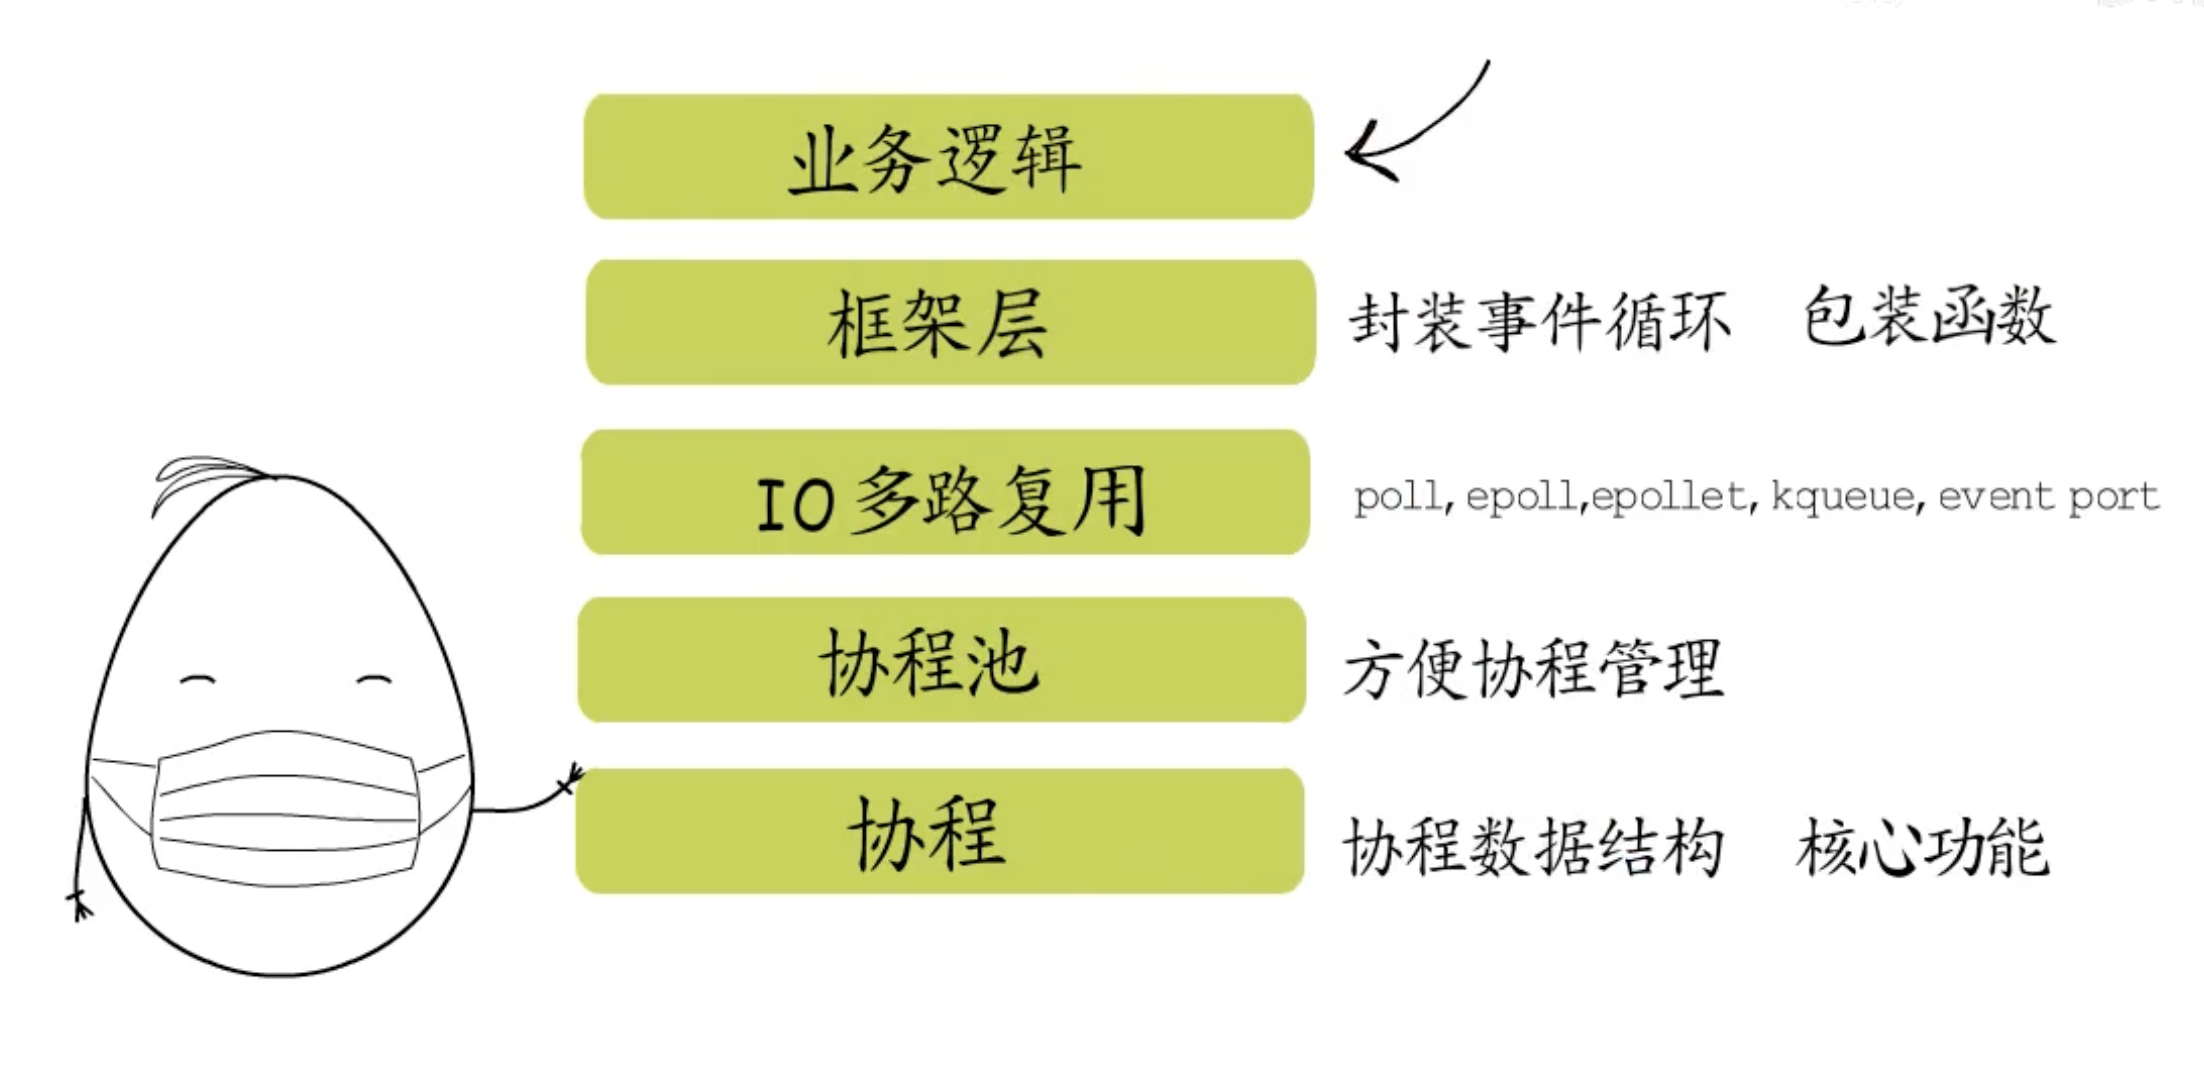 业务逻辑
框架层 封装事件循环 包装函数
IO多路复用 poll, epoll,epollet, kqueue, event port
协程池 方便协程管理
协程 协程数据结构 核心功能